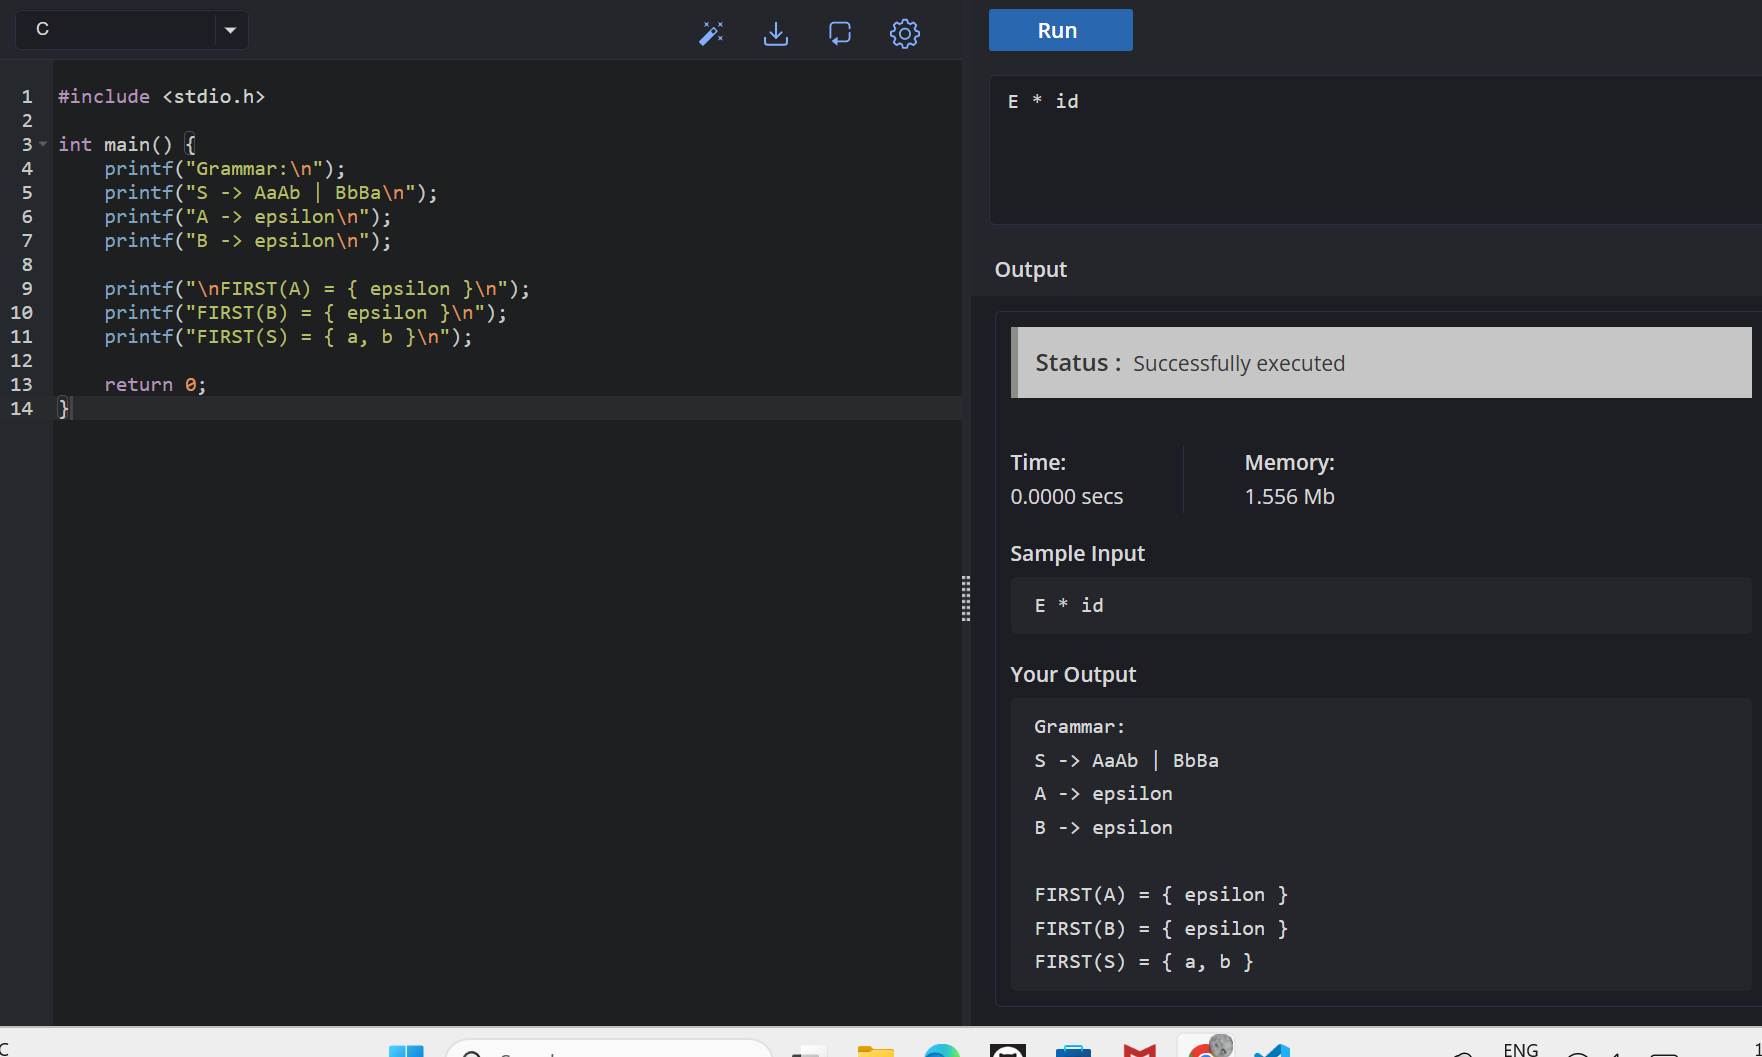 C
Run
1 #include <stdio.h>
2
3 int main() {
4 printf("Grammar:\n");
5 printf("S -> AaAb | BbBa\n");
6 printf("A -> epsilon\n");
7 printf("B -> epsilon\n");
8
9 printf("\nFIRST(A) = { epsilon }\n");
10 printf("FIRST(B) = { epsilon }\n");
11 printf("FIRST(S) = { a, b }\n");
12
13 return 0;
14 }
E * id
Output
Status : Successfully executed
Time:
0.0000 secs
Memory:
1.556 Mb
Sample Input
E * id
Your Output
Grammar:
S -> AaAb | BbBa
A -> epsilon
B -> epsilon
FIRST(A) = { epsilon }
FIRST(B) = { epsilon }
FIRST(S) = { a, b }
ENG